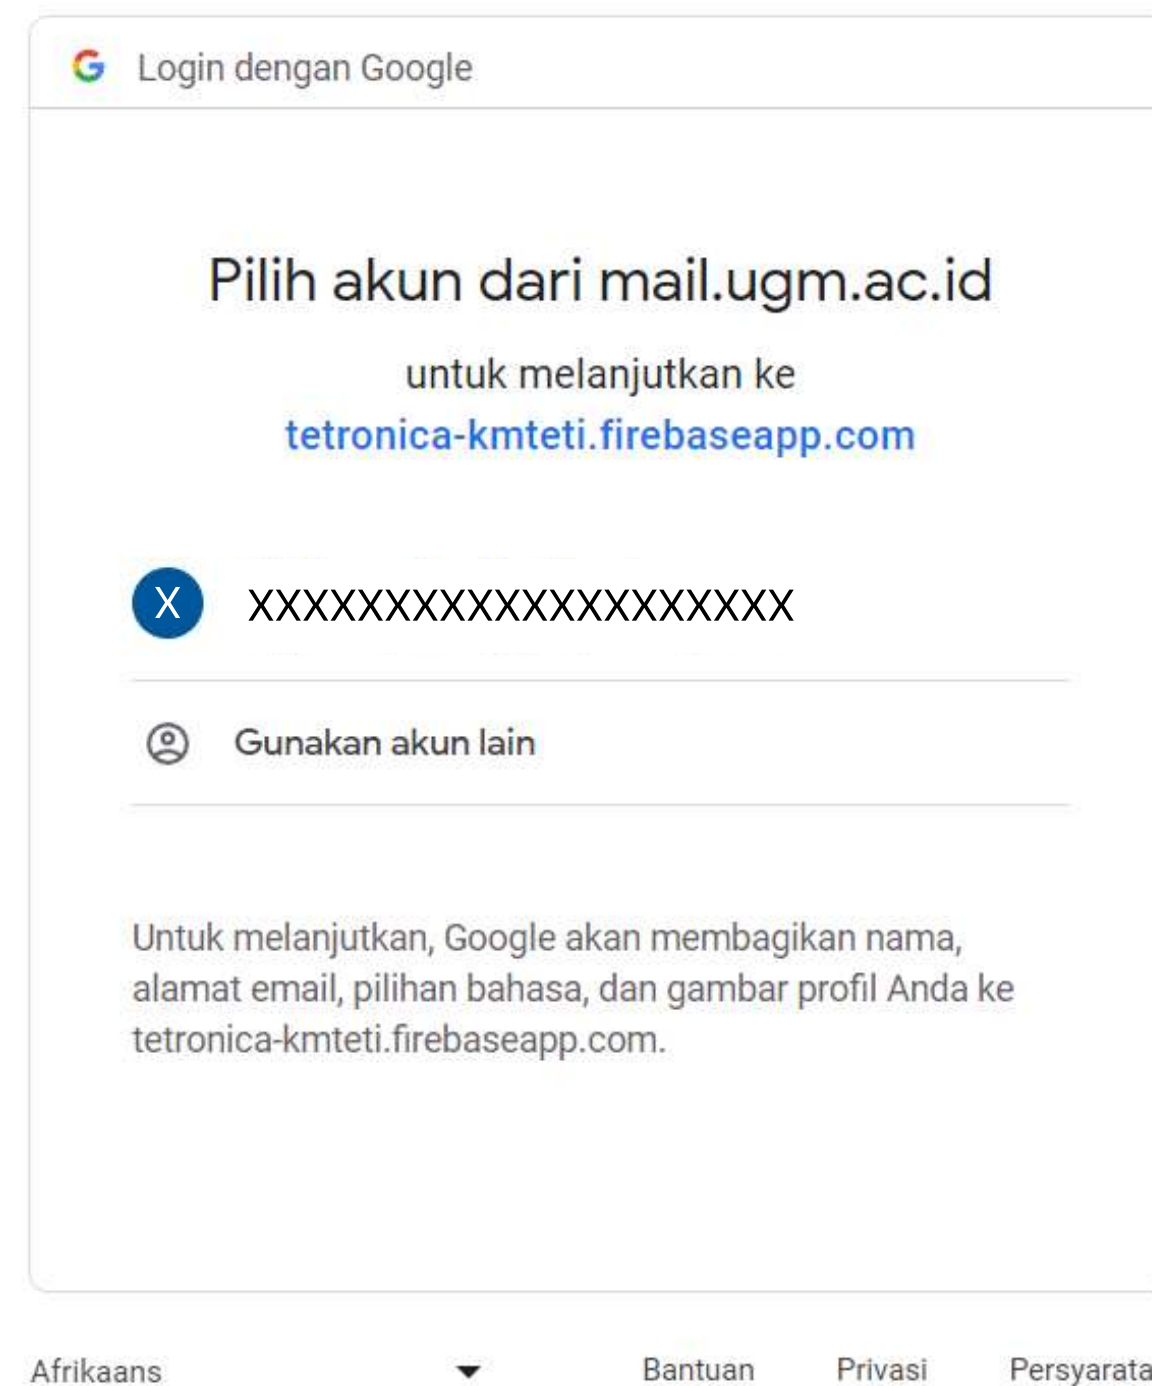 Login dengan Google
Pilih akun dari mail.ugm.ac.id
untuk melanjutkan ke
tetronica-kmteti.firebaseapp.com
X XXXXXXXXXXXXXXXXXXXX
Gunakan akun lain
Untuk melanjutkan, Google akan membagikan nama,
alamat email, pilihan bahasa, dan gambar profil Anda ke
tetronica-kmteti.firebaseapp.com.
Afrikaans Bantuan Privasi Persyarata